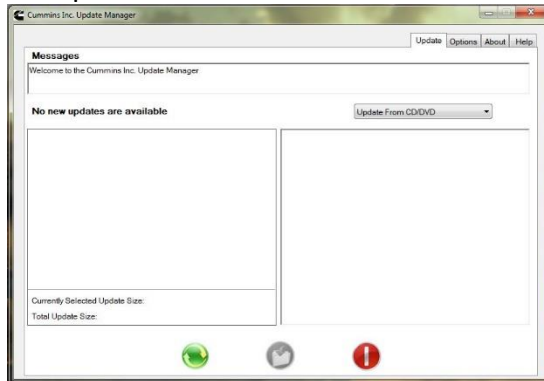 Cummins Inc. Update Manager
Update Options About Help
Messages
Welcome to the Cummins Inc. Update Manager
No new updates are available
Update From CD/DVD
Currently Selected Update Size:
Total Update Size: